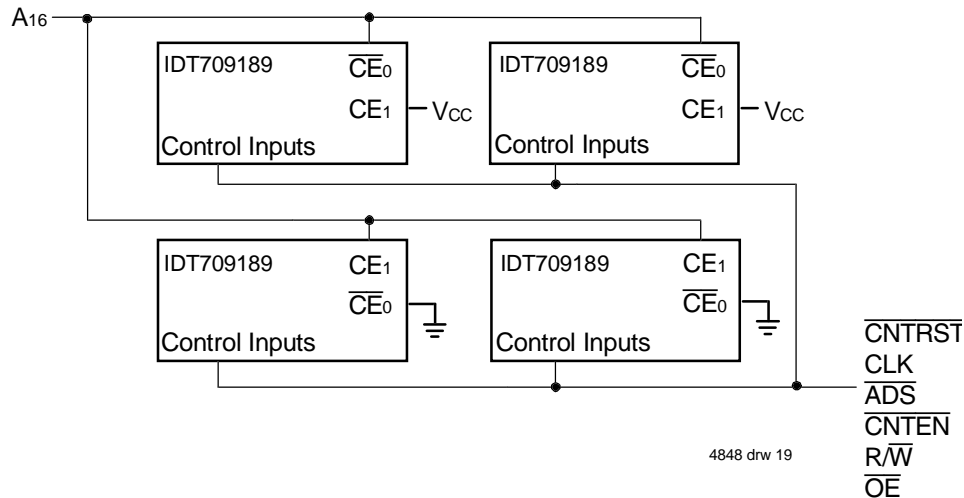 A16
IDT709189 CE0
CE1 VCC
Control Inputs
IDT709189 CE0
CE1 VCC
Control Inputs
IDT709189 CE1
CE0
Control Inputs
IDT709189 CE1
CE0
Control Inputs
CNTRST
CLK
ADS
CNTEN
R/W
OE
4848 drw 19